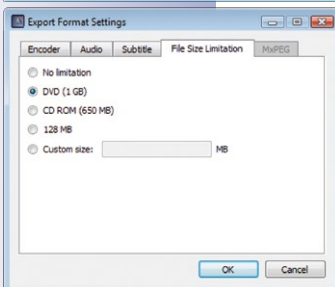 Export Format Settings
Encoder Audio Subtitle File Size Limitation MxPEG
No limitation
DVD (1 GB)
CD ROM (650 MB)
128 MB
Custom size: MB
OK Cancel